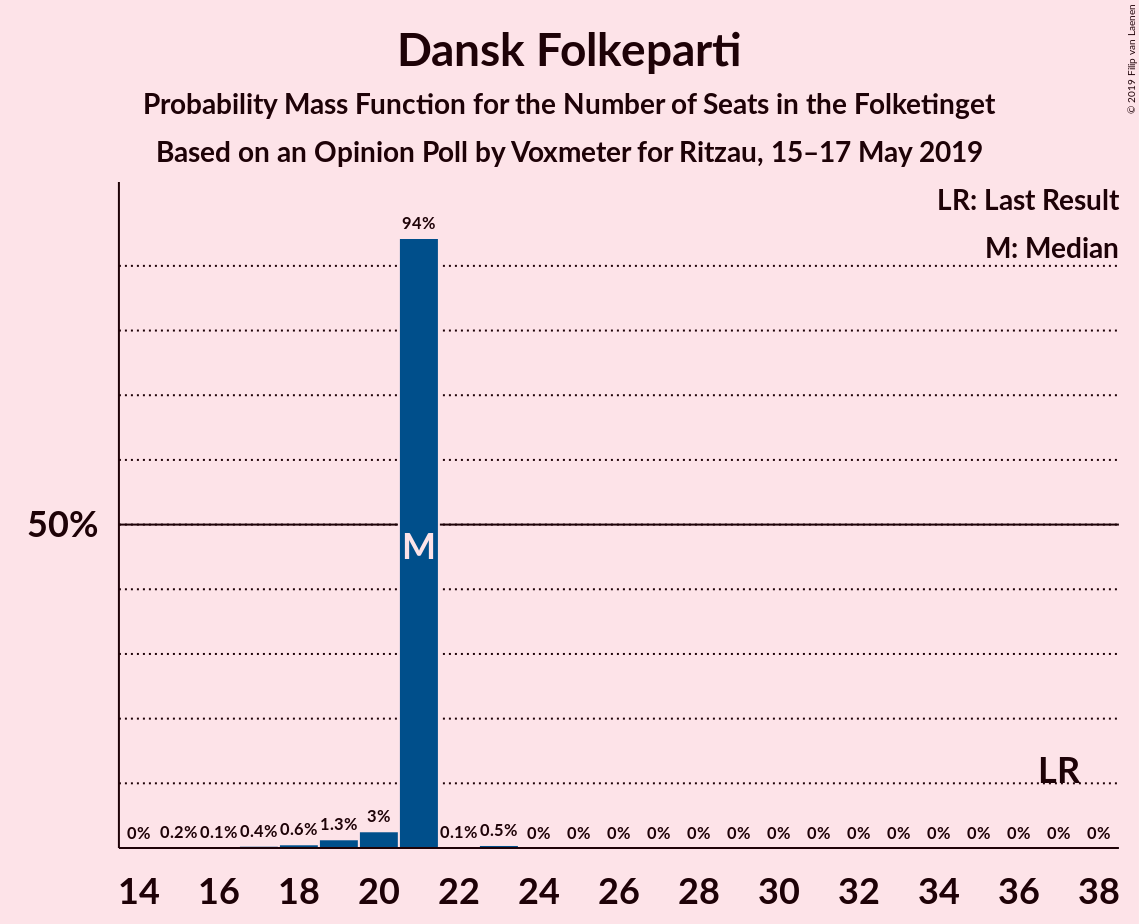 Dansk Folkeparti
Probability Mass Function for the Number of Seats in the Folketinget
Based on an Opinion Poll by Voxmeter for Ritzau, 15–17 May 2019
© 2019 Filip van Laenen
LR: Last Result
M: Median
94%
50%
M
LR
0% 0.2% 0.1% 0.4% 0.6% 1.3% 3% 0.1% 0.5% 0% 0% 0% 0% 0% 0% 0% 0% 0% 0% 0% 0% 0% 0% 0%
14 16 18 20 22 24 26 28 30 32 34 36 38